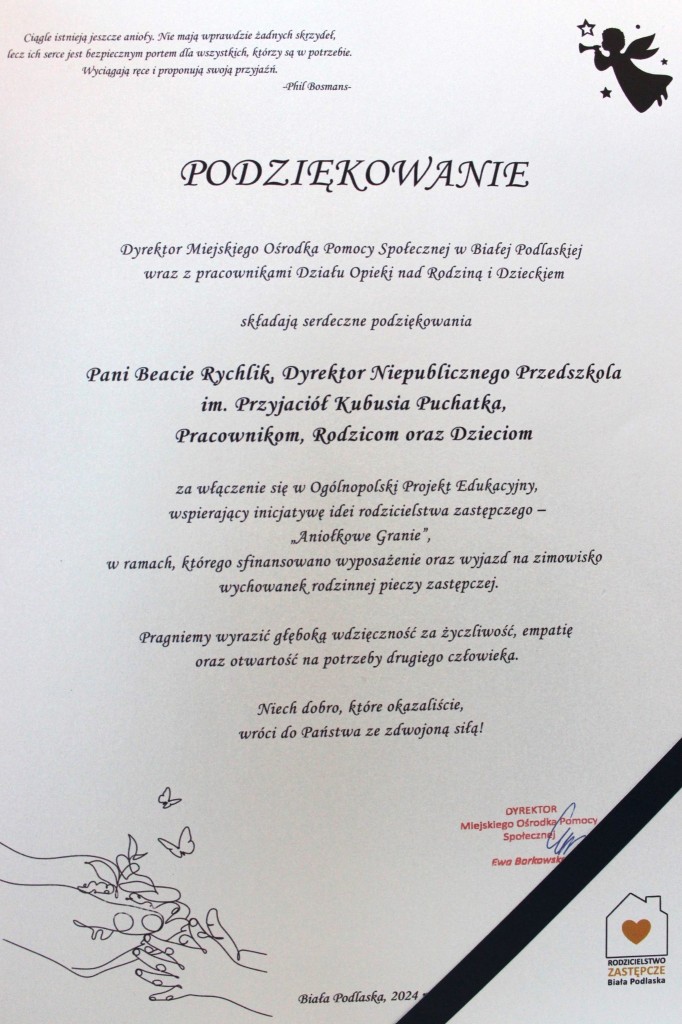 Ciągle istnieją jeszcze anioły. Nie mają wprawdzie żadnych skrzydeł,
lecz ich serce jest bezpiecznym portem dla wszystkich, którzy są w potrzebie.
Wyciągają ręce i proponują swoją przyjaźń.
-Phil Bosmans-
PODZIĘKOWANIE
Dyrektor Miejskiego Ośrodka Pomocy Społecznej w Białej Podlaskiej
wraz z pracownikami Działu Opieki nad Rodziną i Dzieckiem
składają serdeczne podziękowania
Pani Beacie Rychlik, Dyrektor Niepublicznego Przedszkola
im. Przyjaciół Kubusia Puchatka,
Pracownikom, Rodzicom oraz Dzieciom
za włączenie się w Ogólnopolski Projekt Edukacyjny,
wspierający inicjatywę idei rodzicielstwa zastępczego –
„Aniołkowe Granie”,
w ramach, którego sfinansowano wyposażenie oraz wyjazd na zimowisko
wychowanek rodzinnej pieczy zastępczej.
Pragniemy wyrazić głęboką wdzięczność za życzliwość, empatię
oraz otwartość na potrzeby drugiego człowieka.
Niech dobro, które okazaliście,
wróci do Państwa ze zdwojoną siłą!
DYREKTOR
Miejskiego Ośrodka Pomocy
Społecznej
Ewa Borkowsk
RODZICIELSTWO
ZASTĘPCZE
Biała Podlaska
Biała Podlaska, 2024